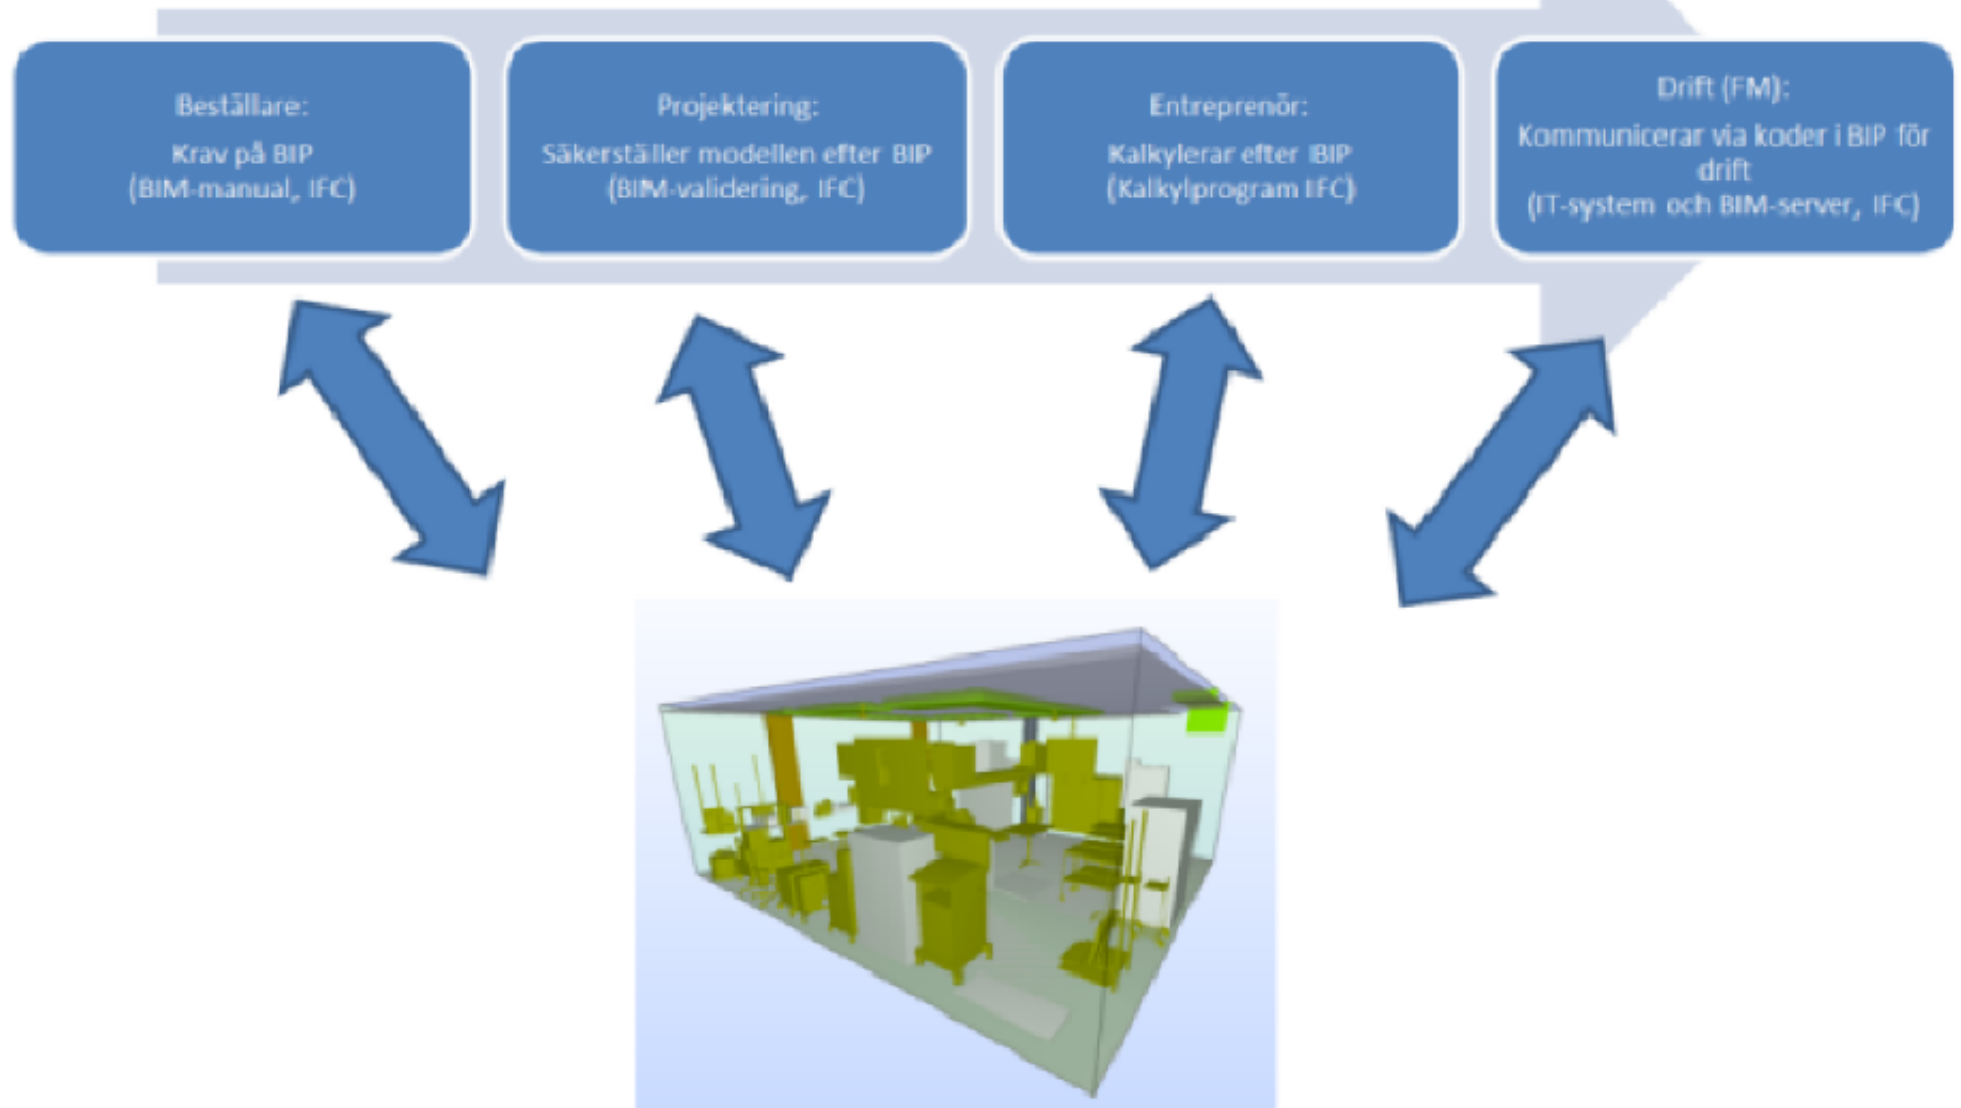 Beställare:
Krav på BIP
(BIM-manual, IFC)
Projektering:
Säkerställer modellen efter BIP
(BIM-validering, IFC)
Entreprenör:
Kalkylerar efter BIP
(Kalkylprogram IFC)
Drift (FM):
Kommunicerar via koder i BIP för
drift
(IT-system och BIM-server, IFC)